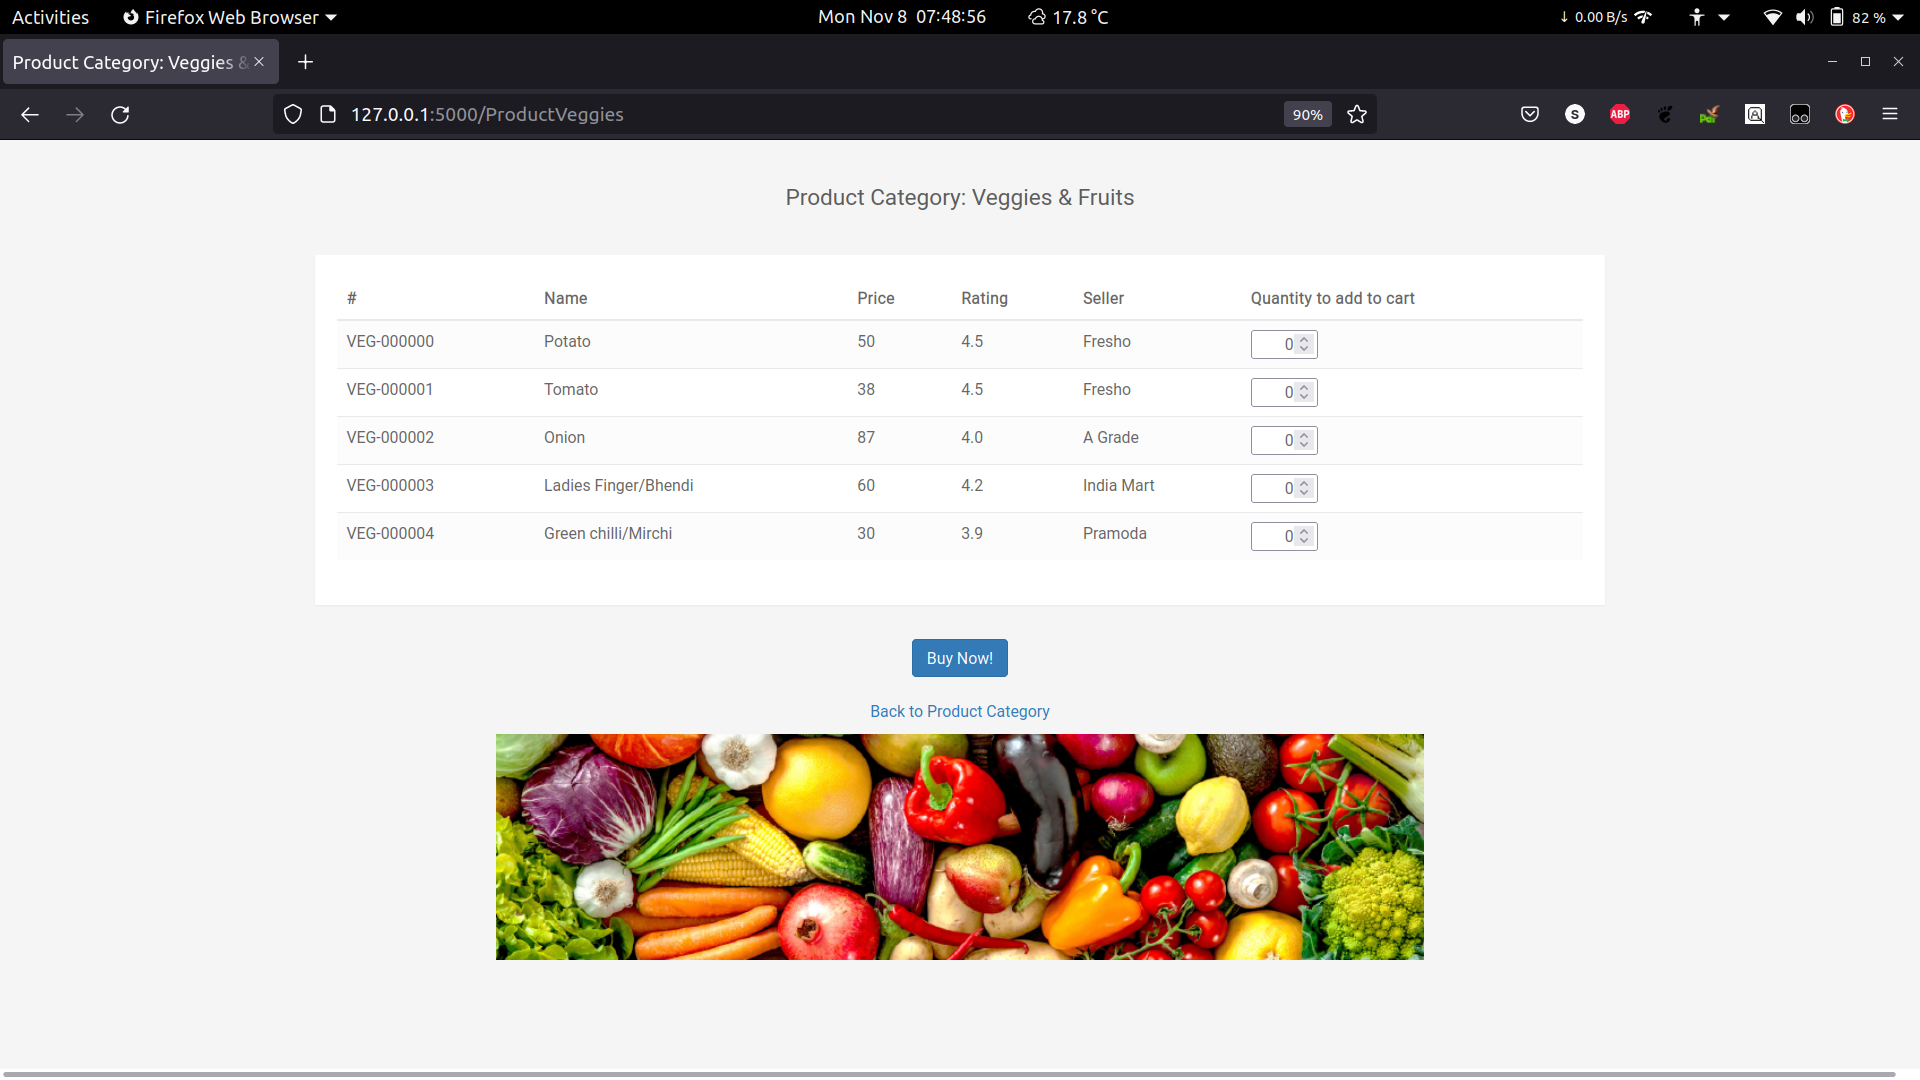 Activities Firefox Web Browser Mon Nov 8 07:48:56 17.8 °C ↓ 0.00 B/s 82 %
Product Category: Veggies &
127.0.0.1:5000/ProductVeggies 90% S ABP
Product Category: Veggies & Fruits
# Name Price Rating Seller Quantity to add to cart
VEG-000000 Potato 50 4.5 Fresho 0
VEG-000001 Tomato 38 4.5 Fresho 0
VEG-000002 Onion 87 4.0 A Grade 0
VEG-000003 Ladies Finger/Bhendi 60 4.2 India Mart 0
VEG-000004 Green chilli/Mirchi 30 3.9 Pramoda 0
Buy Now!
Back to Product Category